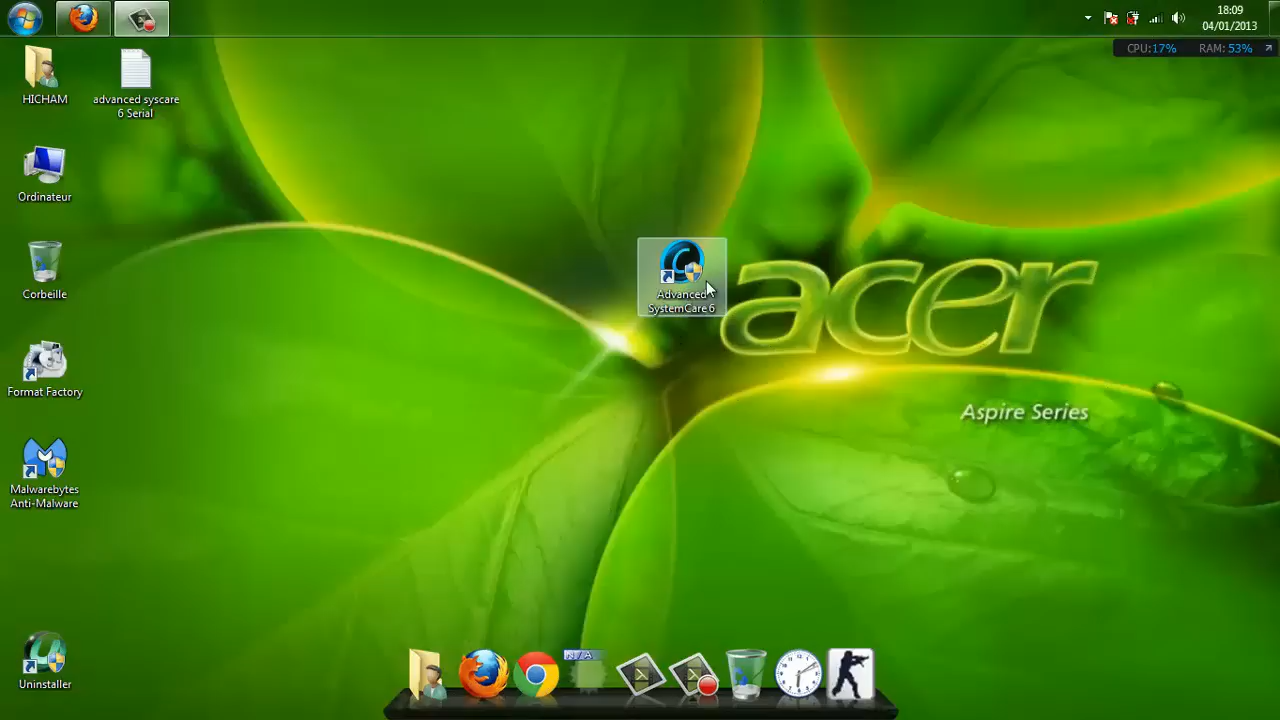 18:09
04/01/2013
CPU:17% RAM: 53%
HICHAM
advanced syscare
6 Serial
Ordinateur
Corbeille
Format Factory
Malwarebytes
Anti-Malware
Uninstaller
Advanced
SystemCare 6
acer
Aspire Series
N/A